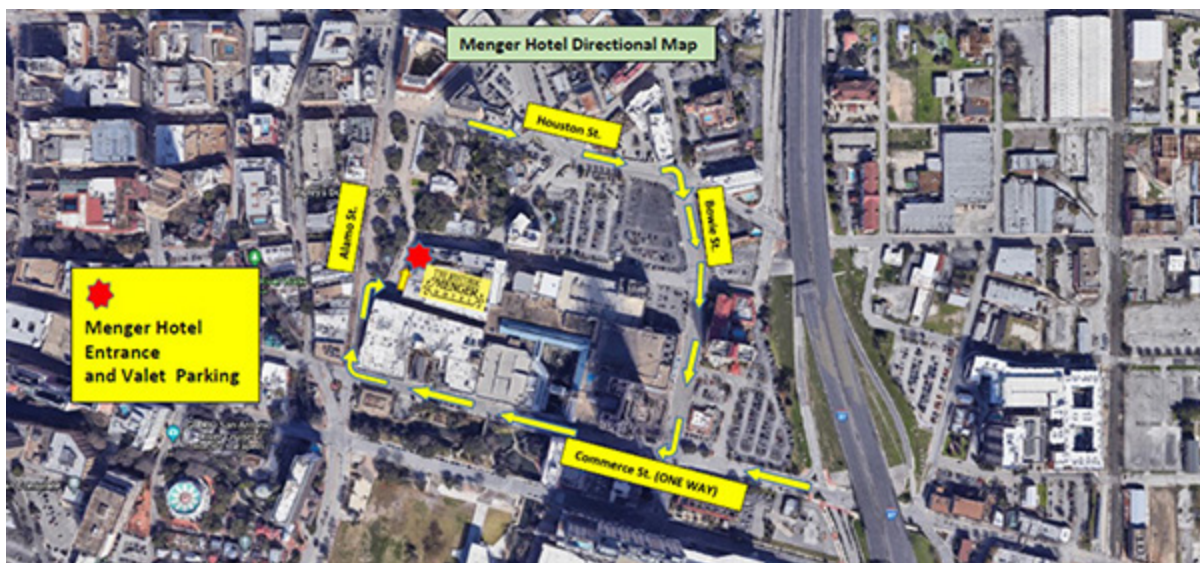 Menger Hotel Directional Map
Houston St.
Alamo St.
Bowie St.
MENGER
Menger Hotel
Entrance
and Valet Parking
Commerce St. (ONE WAY)